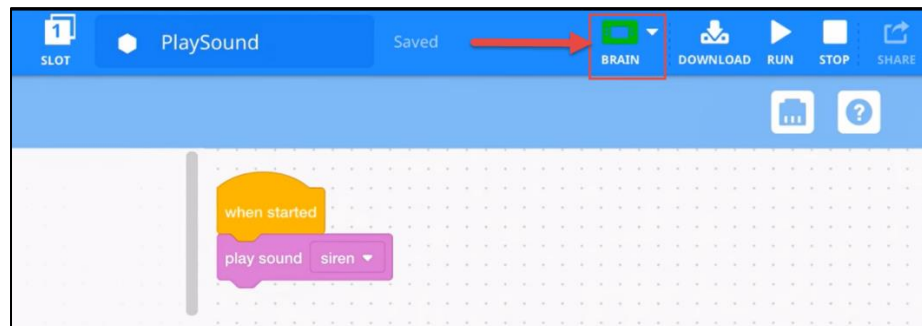 1
SLOT
PlaySound
Saved
BRAIN
DOWNLOAD
RUN
STOP
SHARE
?
when started
play sound siren